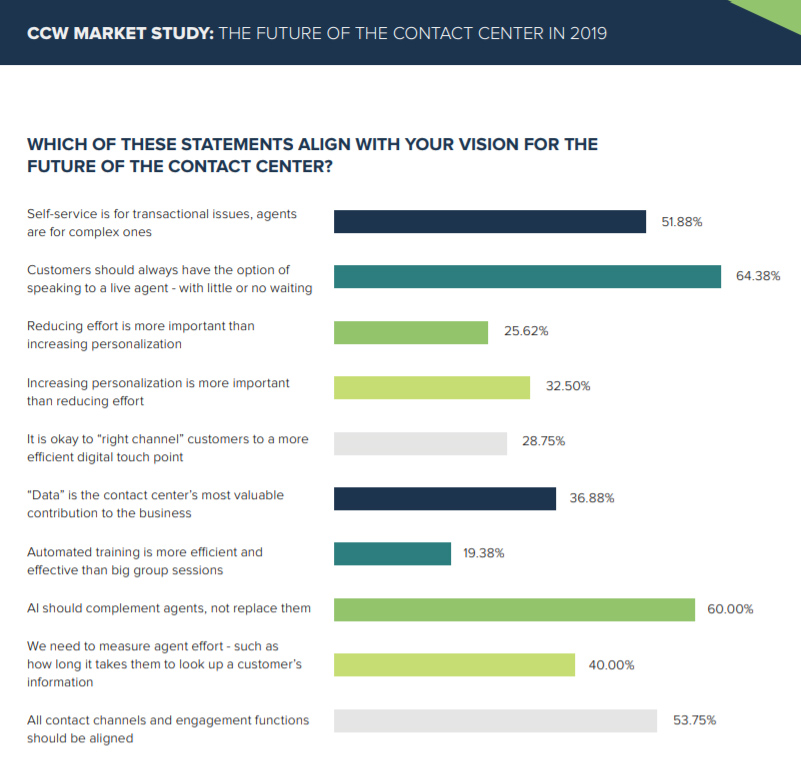 CCW MARKET STUDY: THE FUTURE OF THE CONTACT CENTER IN 2019
WHICH OF THESE STATEMENTS ALIGN WITH YOUR VISION FOR THE
FUTURE OF THE CONTACT CENTER?
Self-service is for transactional issues, agents
are for complex ones
51.88%
Customers should always have the option of
speaking to a live agent - with little or no waiting
64.38%
Reducing effort is more important than
increasing personalization
25.62%
Increasing personalization is more important
than reducing effort
32.50%
It is okay to “right channel” customers to a more
efficient digital touch point
28.75%
“Data” is the contact center’s most valuable
contribution to the business
36.88%
Automated training is more efficient and
effective than big group sessions
19.38%
AI should complement agents, not replace them
60.00%
We need to measure agent effort - such as
how long it takes them to look up a customer’s
information
40.00%
All contact channels and engagement functions
should be aligned
53.75%